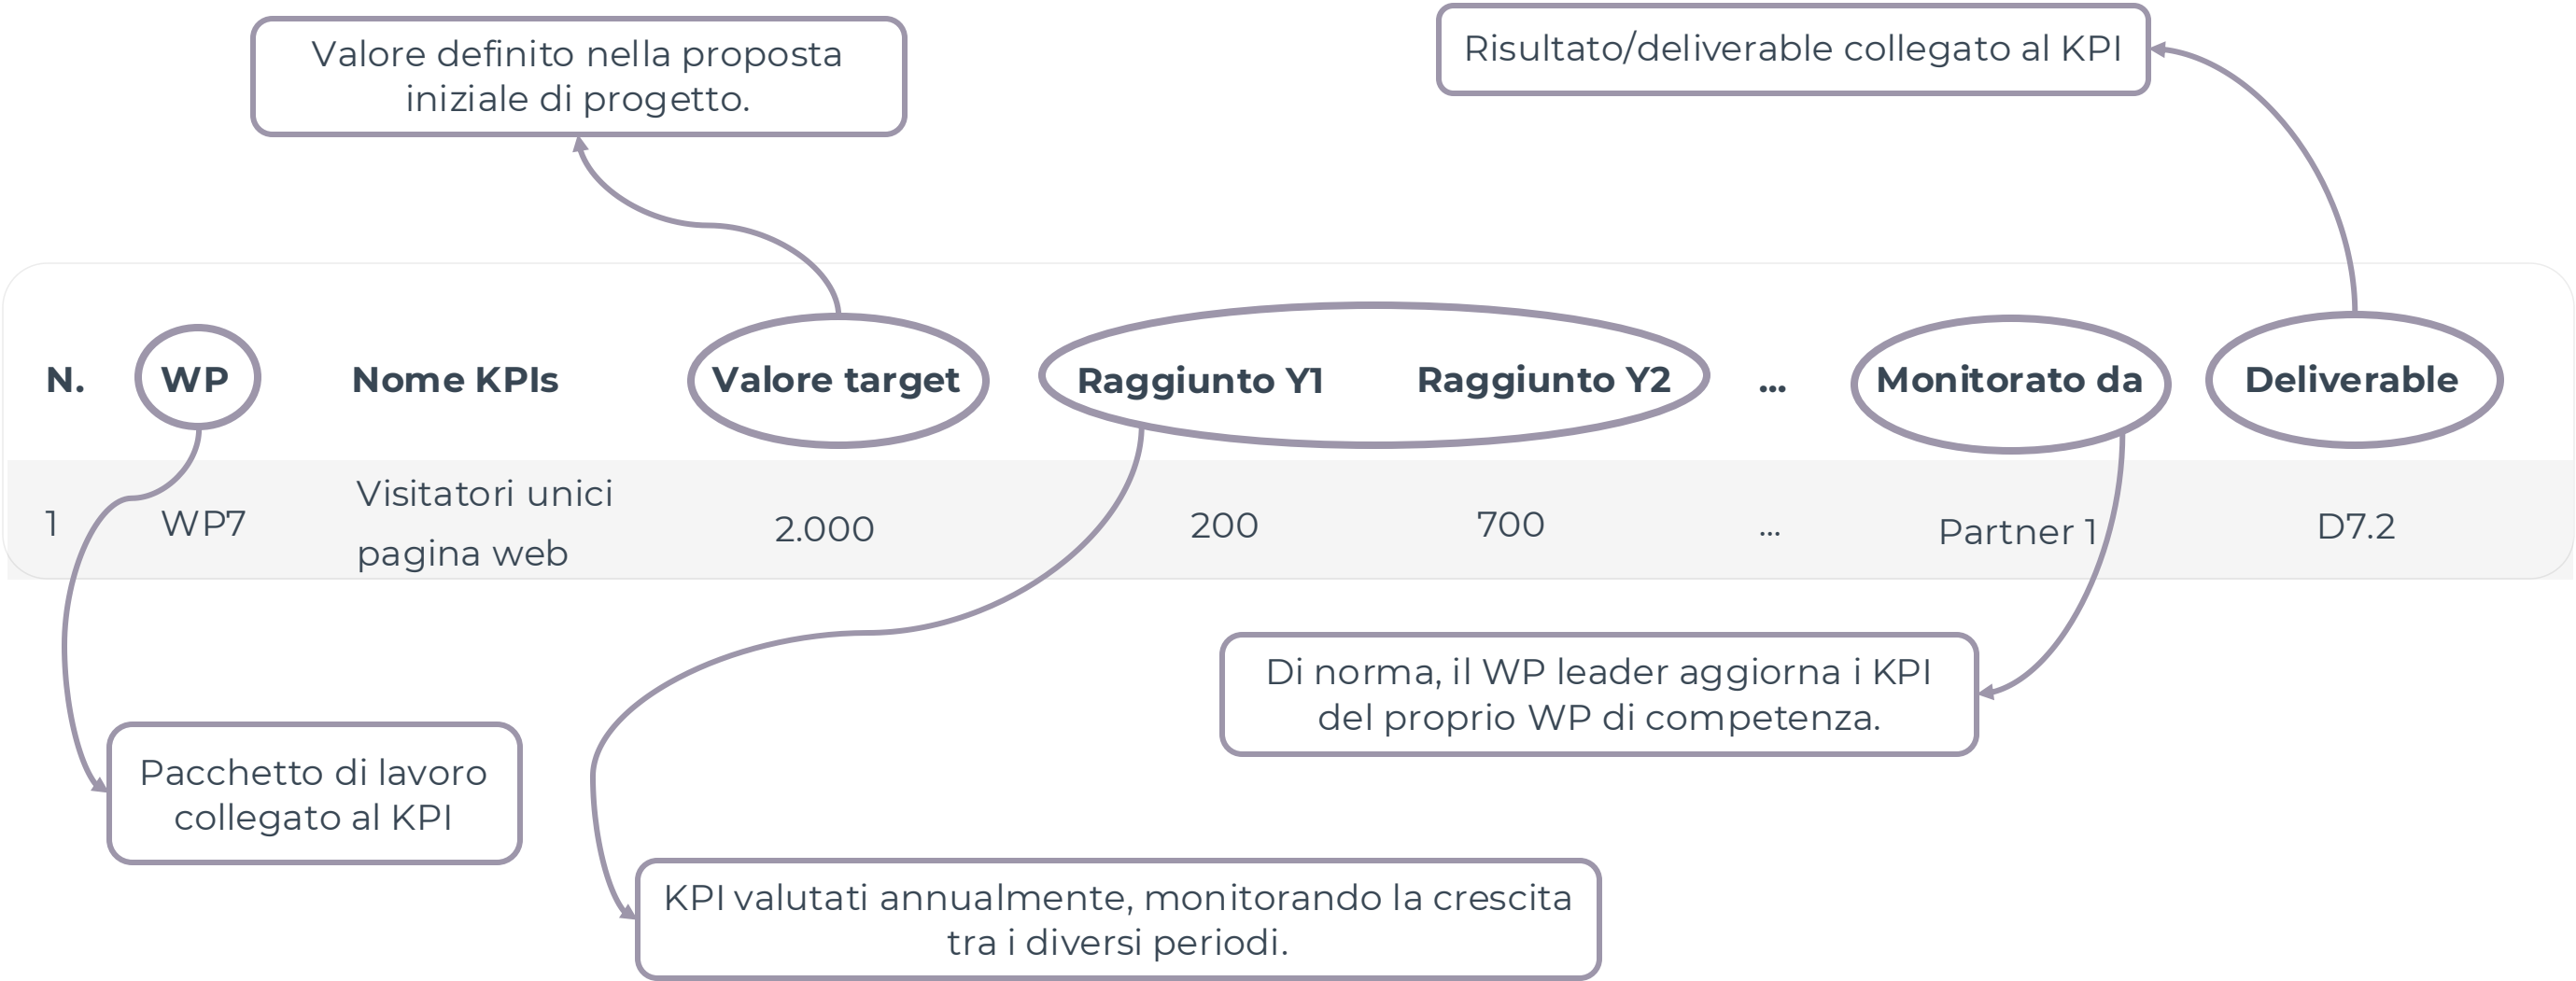 Valore definito nella proposta
iniziale di progetto.
Risultato/deliverable collegato al KPI
N. WP Nome KPIs Valore target Raggiunto Y1 Raggiunto Y2 ... Monitorato da Deliverable
1 WP7 Visitatori unici
pagina web 2.000 200 700 ... Partner 1 D7.2
Di norma, il WP leader aggiorna i KPI
del proprio WP di competenza.
Pacchetto di lavoro
collegato al KPI
KPI valutati annualmente, monitorando la crescita
tra i diversi periodi.